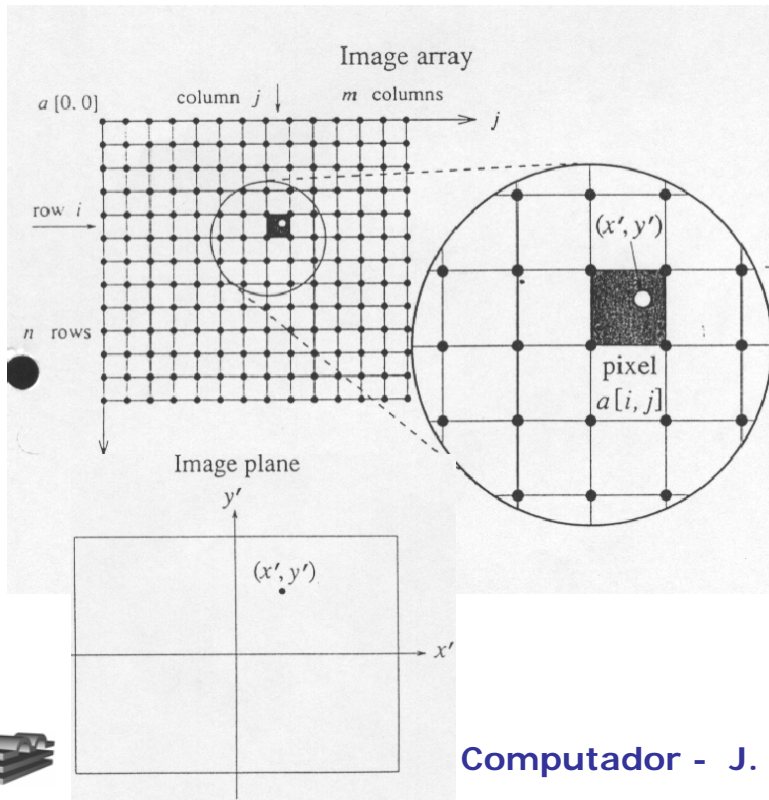 Image array
column j
m columns
a [0, 0]
j
row i
(x′, y′)
n rows
pixel
a [i, j]
Image plane
y′
(x′, y′)
x′
Computador - J.